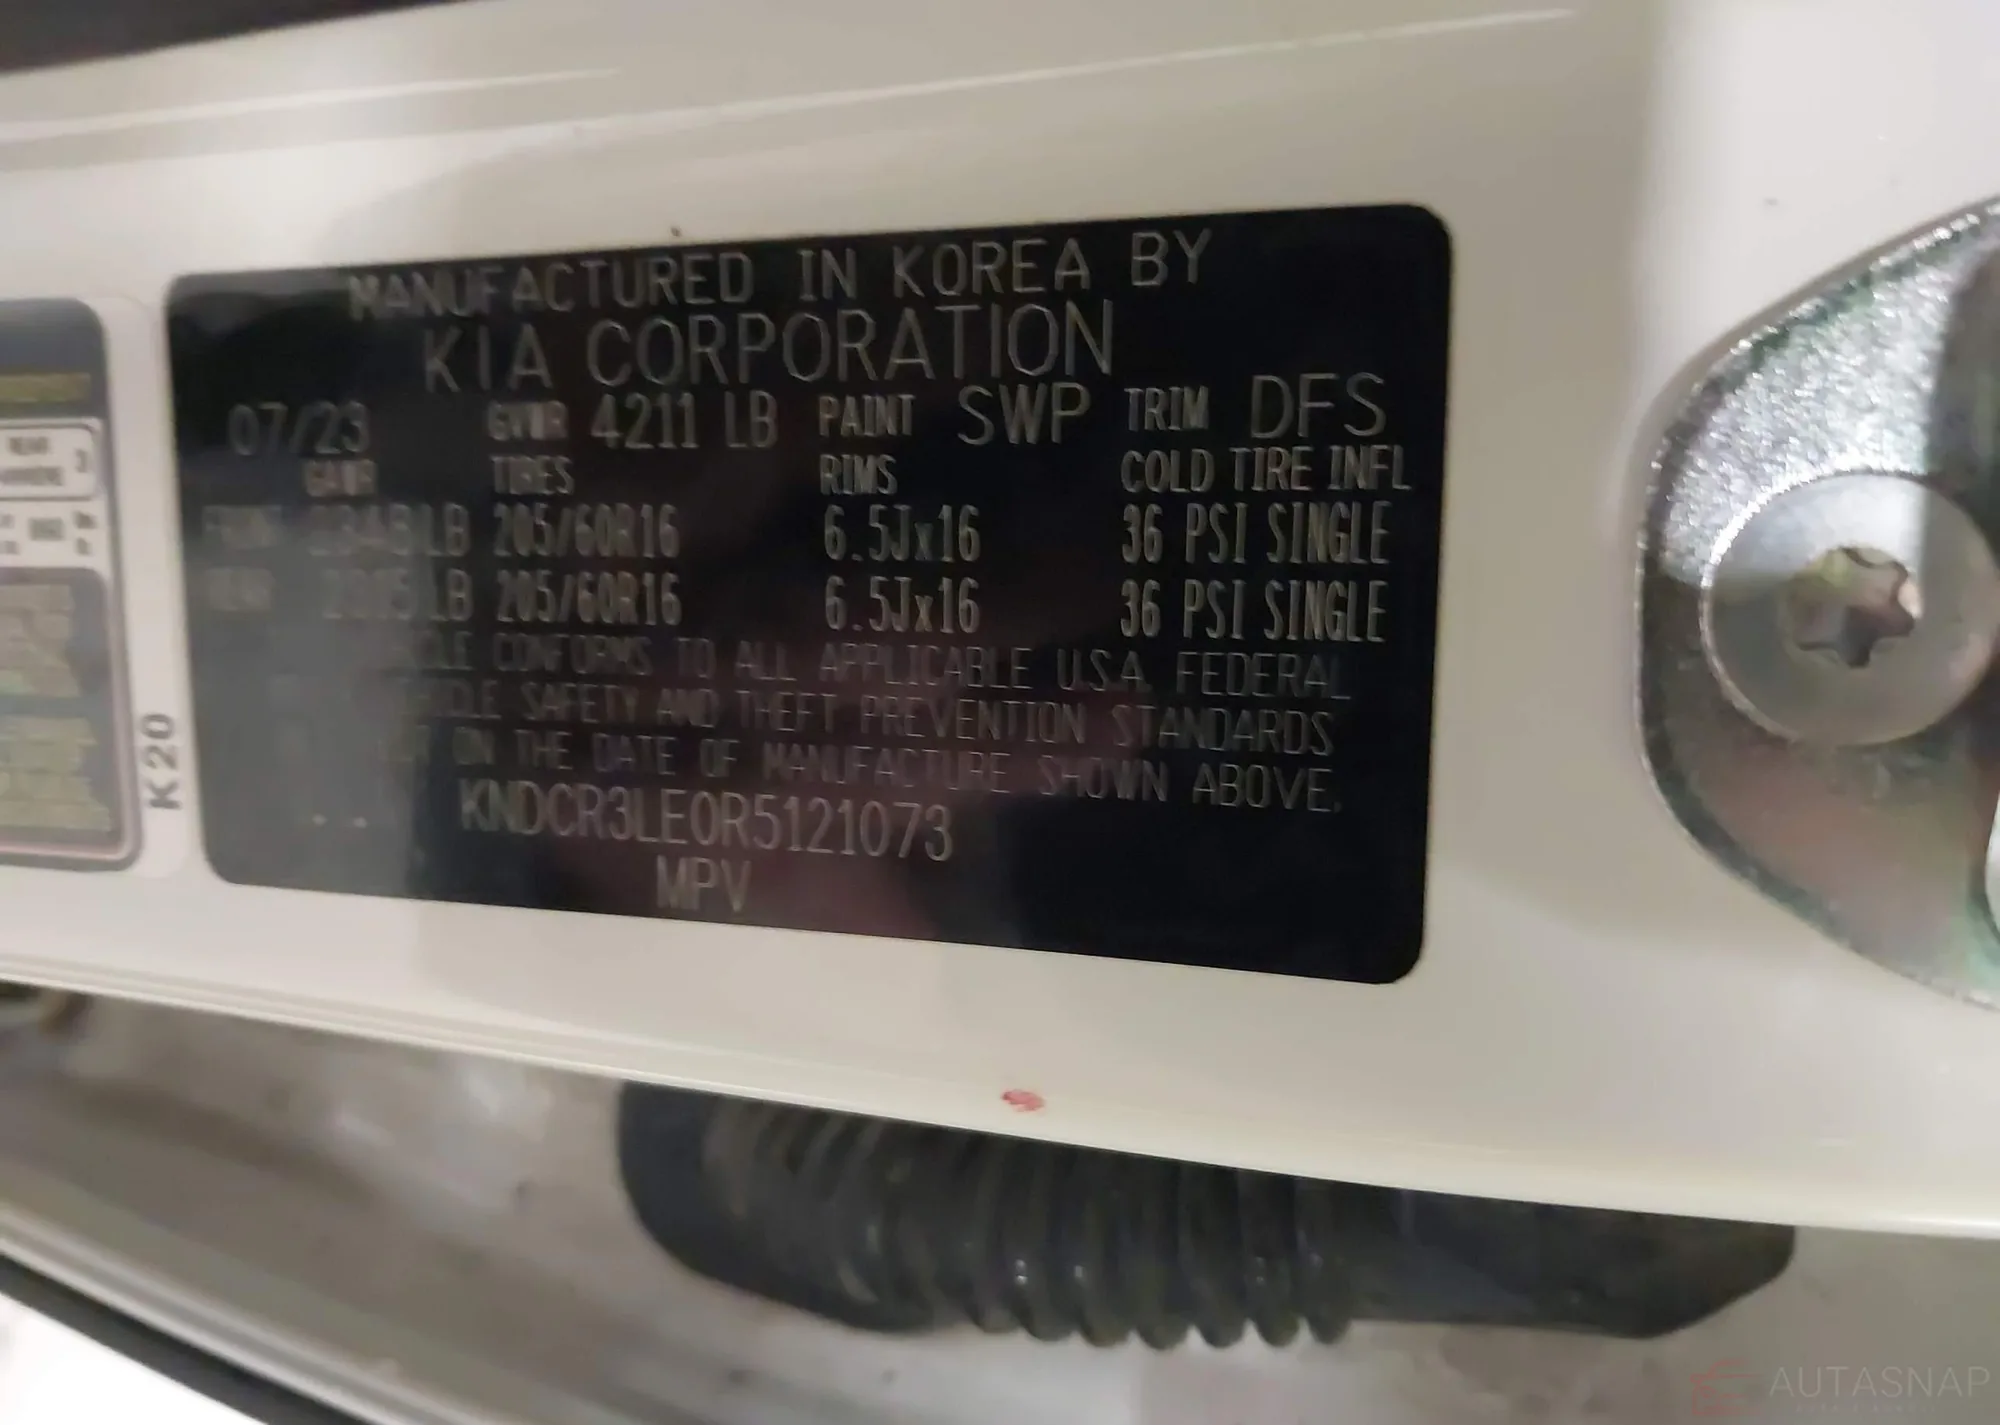 MANUFACTURED IN KOREA BY
KIA CORPORATION
07/23 GVWR 4211 LB PAINT SWP TRIM DFS
GAWR TIRES RIMS COLD TIRE INFL
LB 205/60R16 6.5Jx16 36 PSI SINGLE
REAR LB 205/60R16 6.5Jx16 36 PSI SINGLE
CONFORMS TO ALL APPLICABLE U.S.A. FEDERAL
SAFETY AND THEFT PREVENTION STANDARDS
ON THE DATE OF MANUFACTURE SHOWN ABOVE.
KNDCR3LE0R5121073
MPV
K20
REAR
AUTASNAP